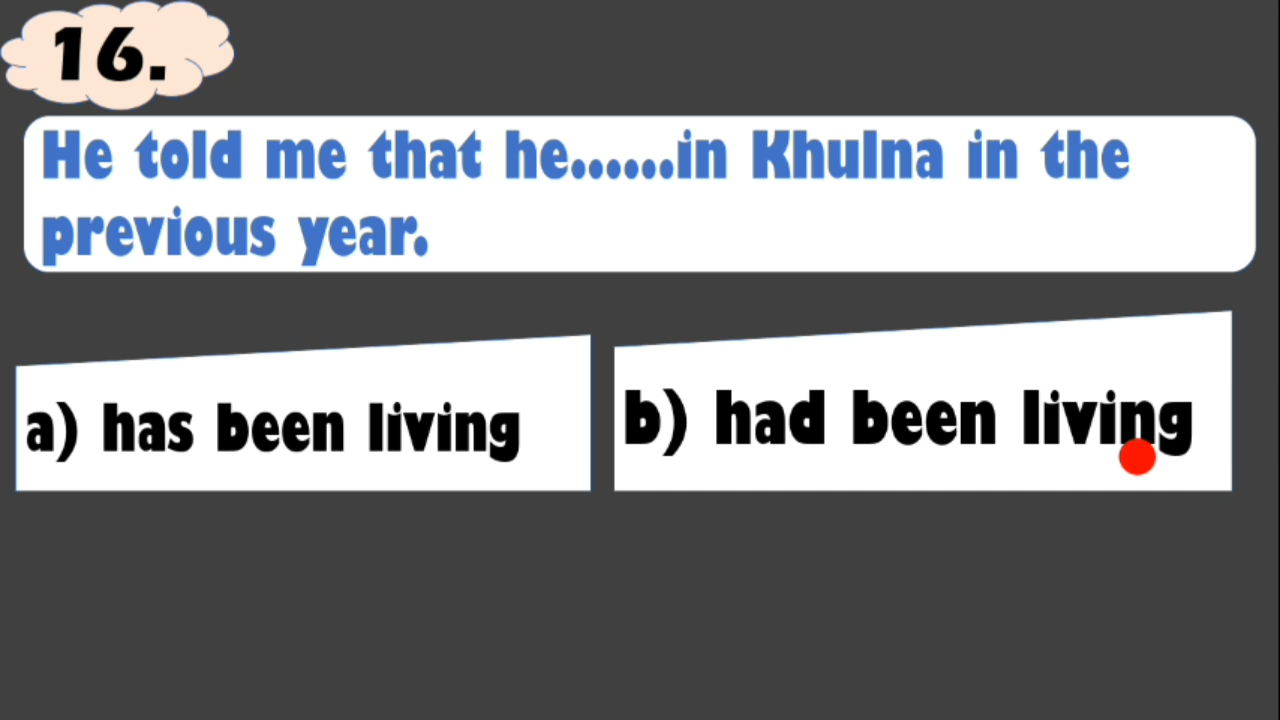 16.
He told me that he......in Khulna in the
previous year.
a) has been living
b) had been living